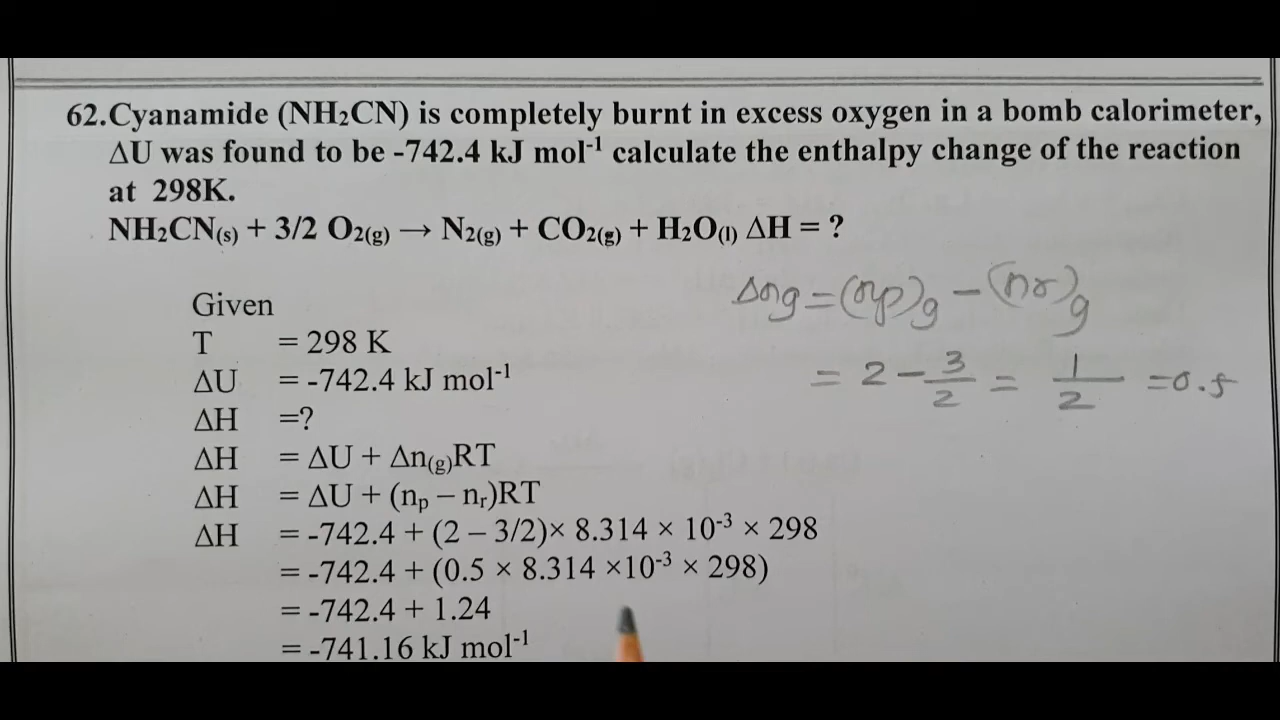 62.Cyanamide (NH₂CN) is completely burnt in excess oxygen in a bomb calorimeter,
ΔU was found to be -742.4 kJ mol⁻¹ calculate the enthalpy change of the reaction
at 298K.
NH₂CN₍s₎ + 3/2 O₂(g) → N₂(g) + CO₂(g) + H₂O(l) ΔH = ?
Δng = (np)g − (nr)g
= 2 − 3/2 = 1/2 = 0.5
Given
T = 298 K
ΔU = -742.4 kJ mol⁻¹
ΔH =?
ΔH = ΔU + Δn(g)RT
ΔH = ΔU + (nₚ – nᵣ)RT
ΔH = -742.4 + (2 – 3/2)× 8.314 × 10⁻³ × 298
= -742.4 + (0.5 × 8.314 ×10⁻³ × 298)
= -742.4 + 1.24
= -741.16 kJ mol⁻¹